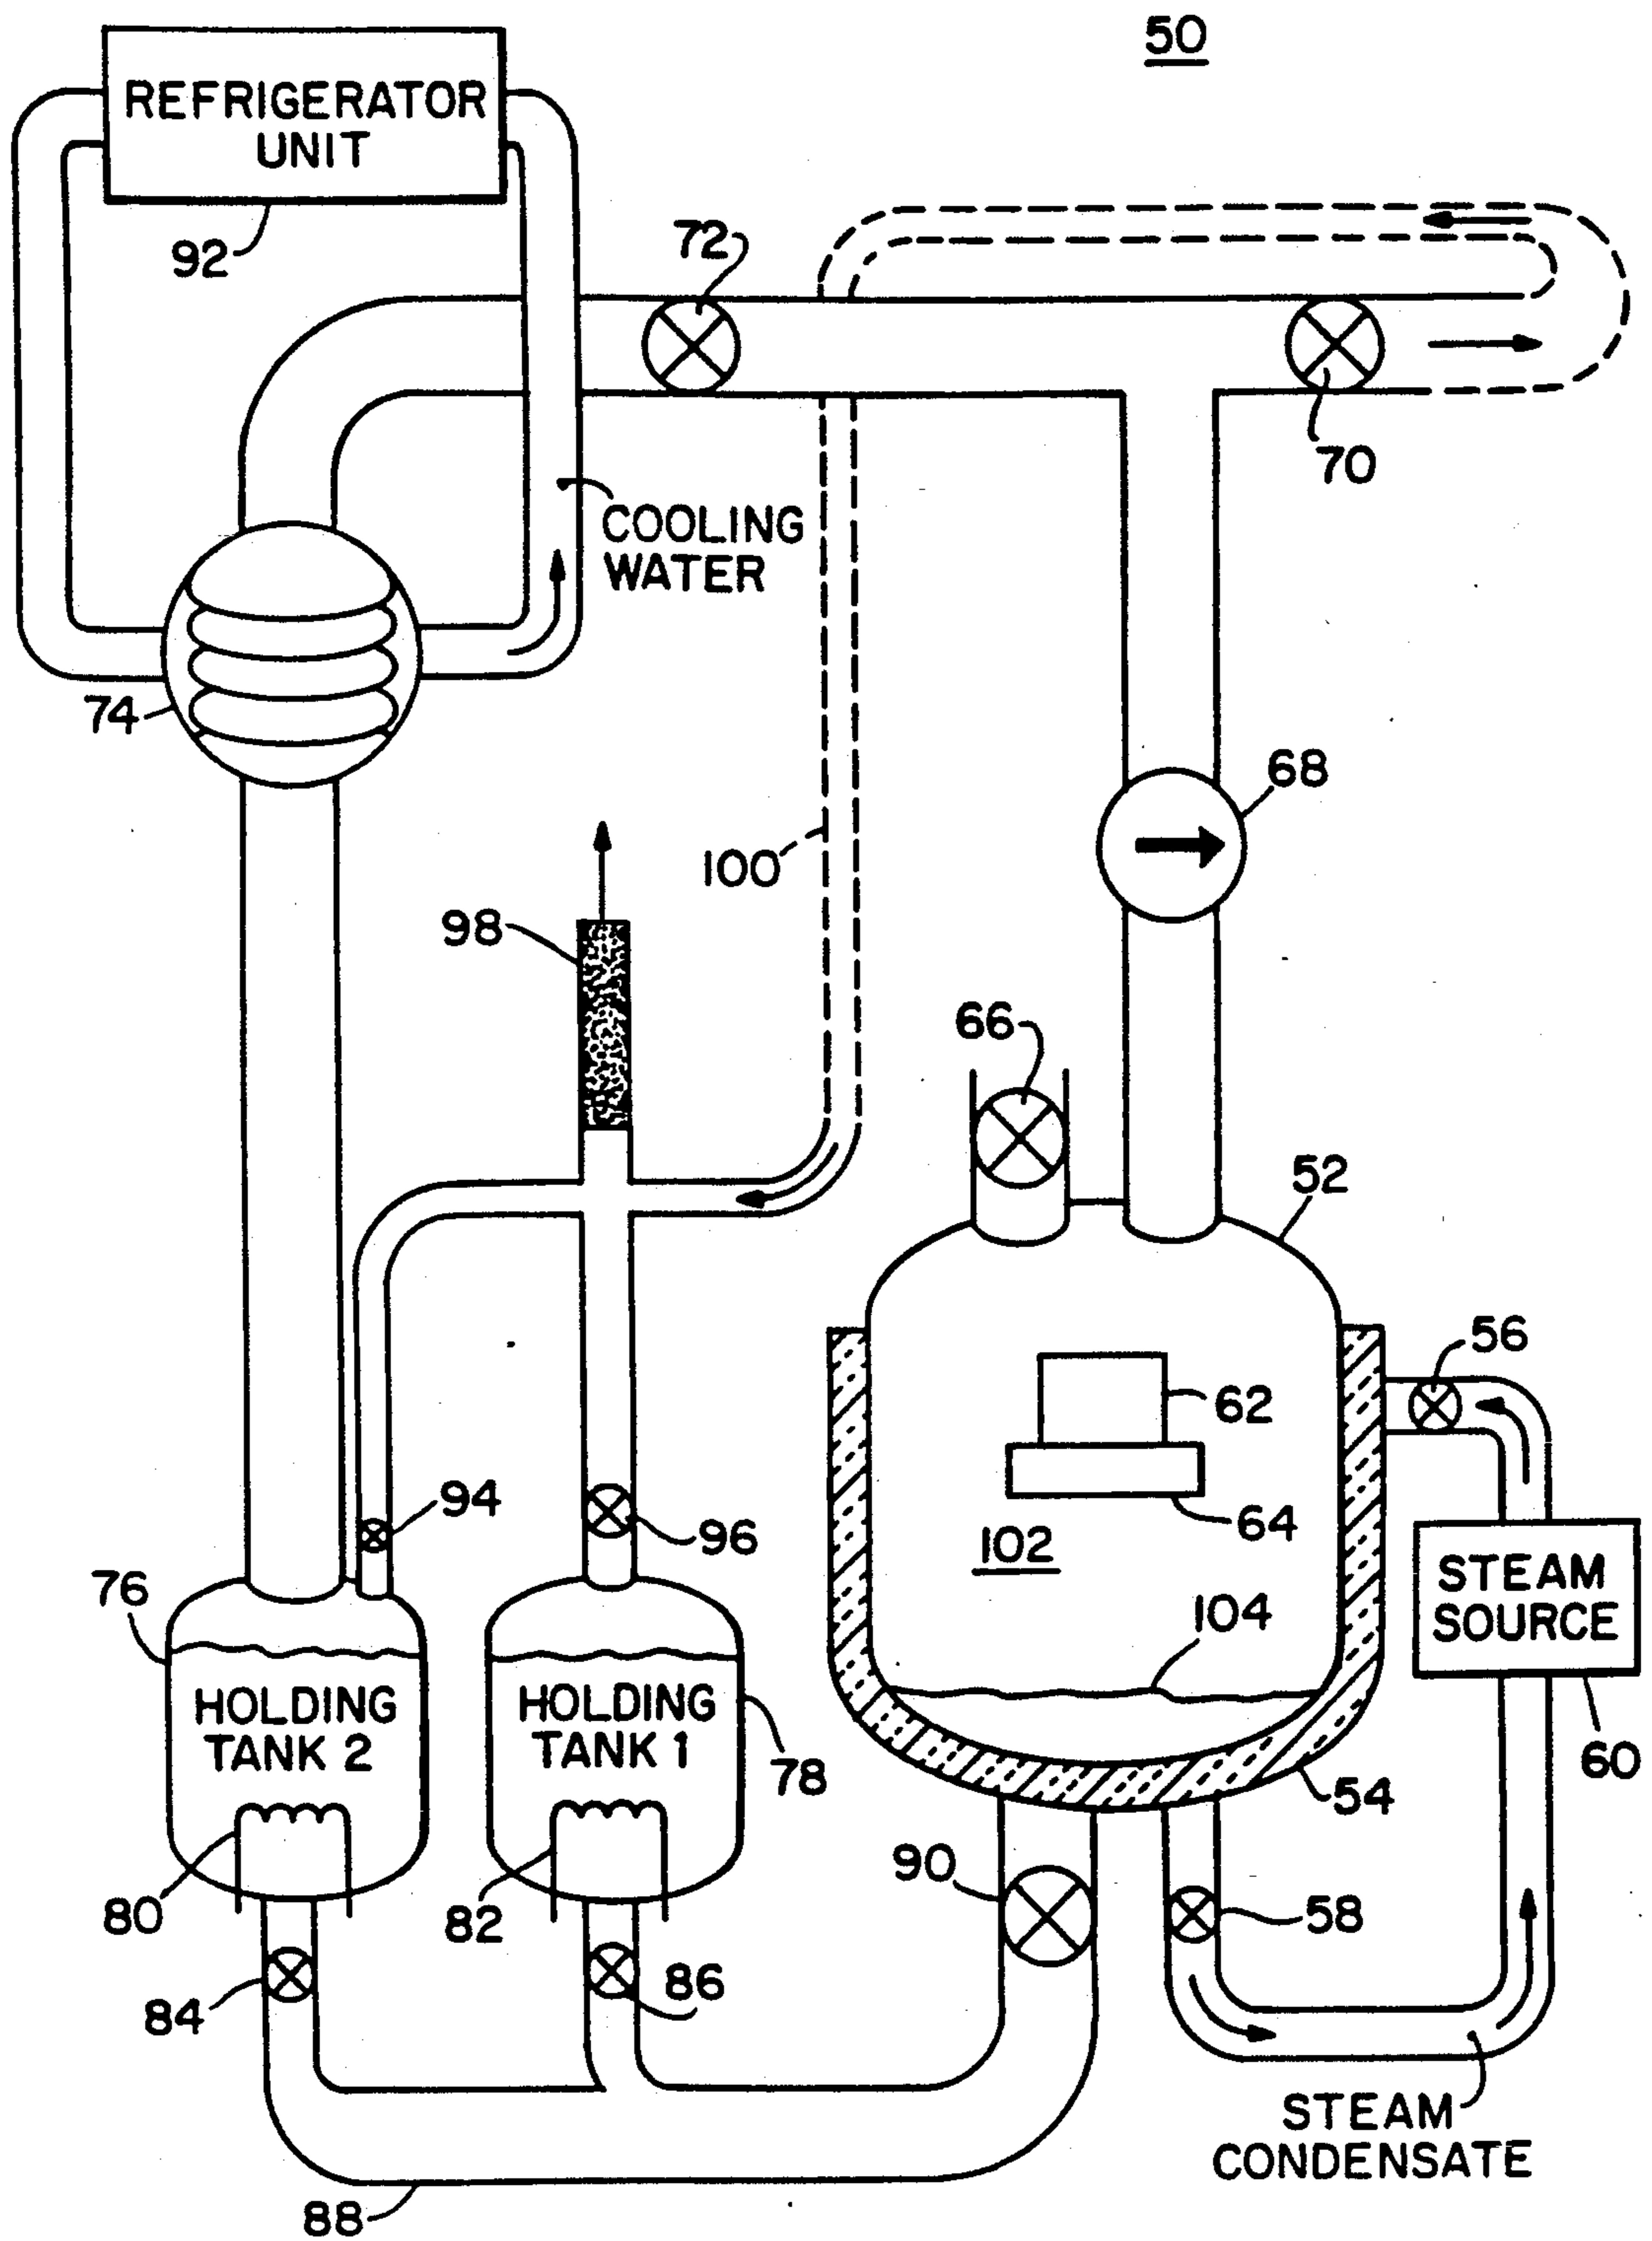 50
REFRIGERATOR
UNIT
92
72
70
COOLING
WATER
74
68
100
98
66
52
56
62
94
64
96
102
76
104
STEAM
SOURCE
HOLDING
TANK 2
HOLDING
TANK 1
78
60
54
90
80
82
58
86
84
STEAM
CONDENSATE
88